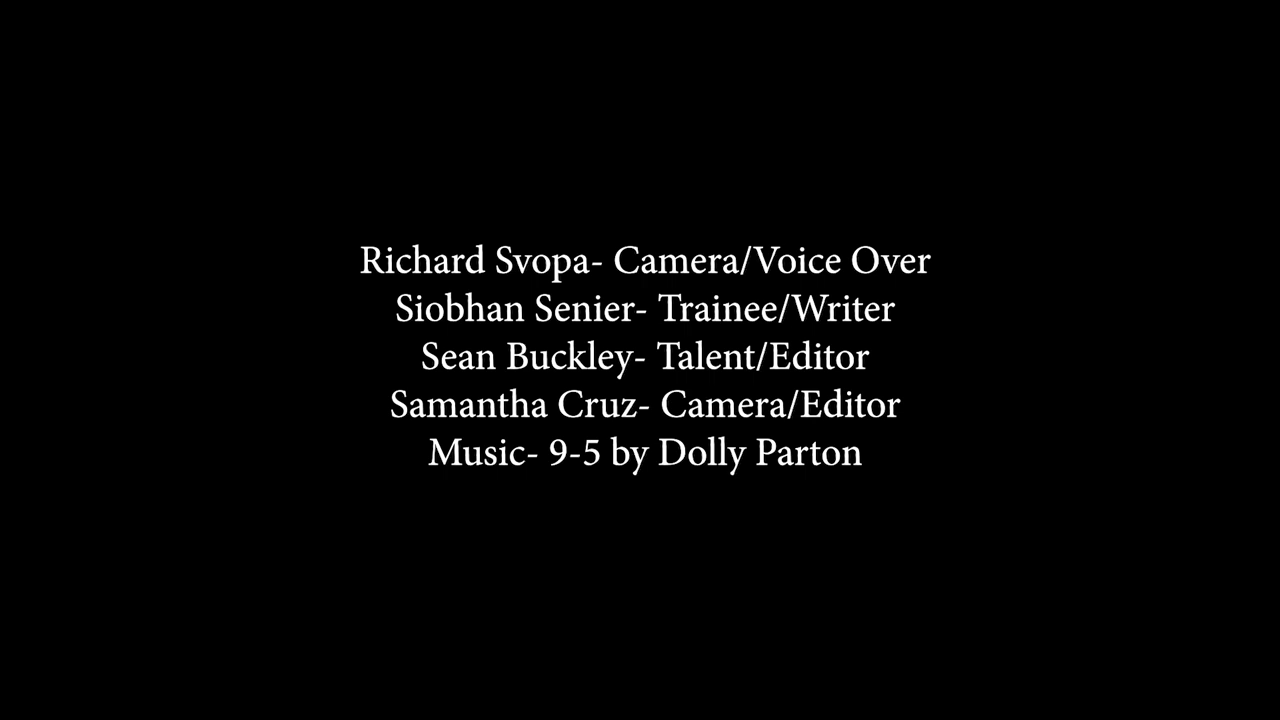 Richard Svopa- Camera/Voice Over
Siobhan Senier- Trainee/Writer
Sean Buckley- Talent/Editor
Samantha Cruz- Camera/Editor
Music- 9-5 by Dolly Parton